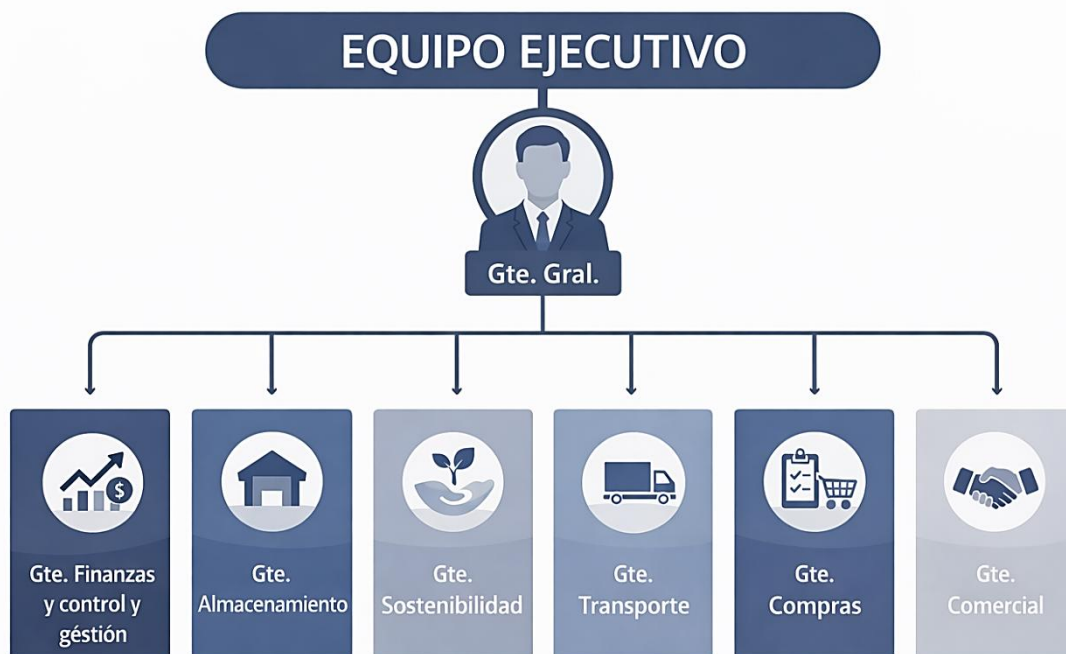 EQUIPO EJECUTIVO
Gte. Gral.
Gte. Finanzas
y control y
géstión
Gte.
Almacenamiento
Gte.
Sostenibilidad
Gte.
Transporte
Gte.
Compras
Gte.
Comercial